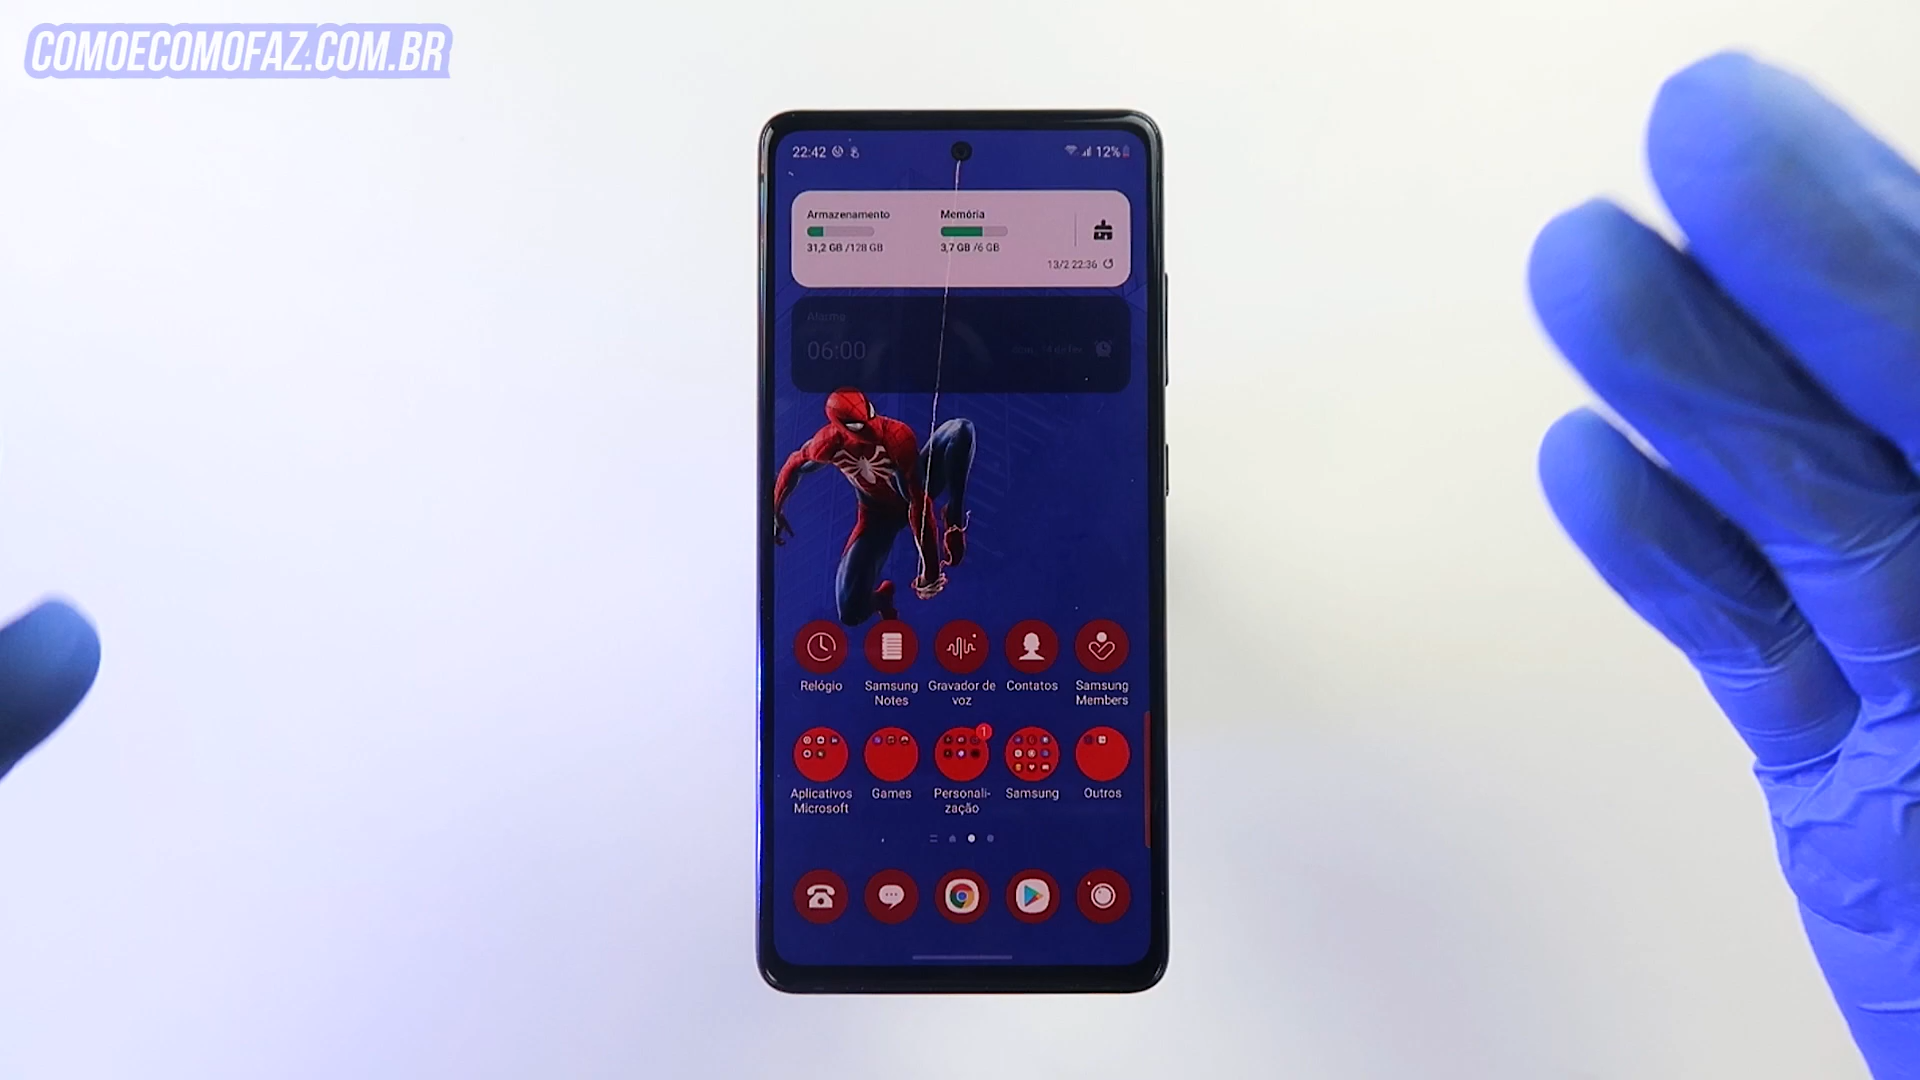 COMOECOMOFAZ.COM.BR
22:42
12%
Armazenamento
Memória
31,2 GB /128 GB
3,7 GB /6 GB
13/2 22:36
Alarme
06:00
Relógio
Samsung
Notes
Gravador de
voz
Contatos
Samsung
Members
1
Aplicativos
Microsoft
Games
Personali-
zação
Samsung
Outros